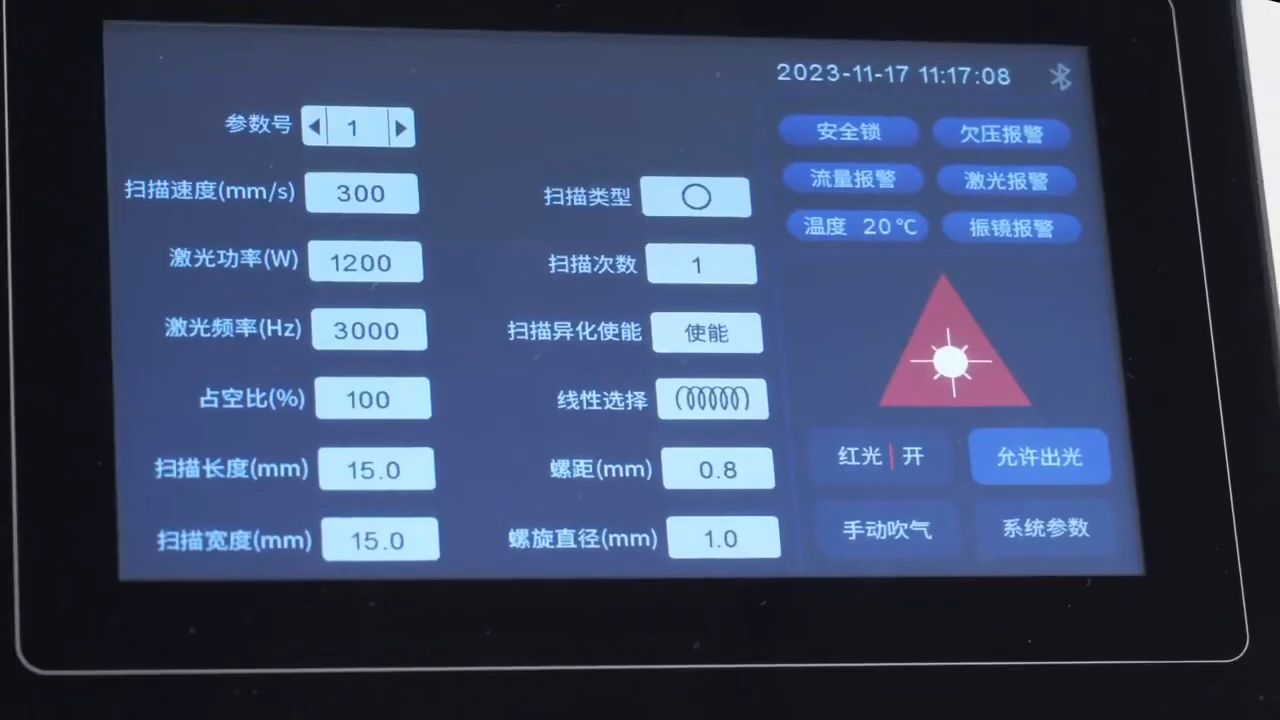 2023-11-17 11:17:08
参数号 1
扫描速度(mm/s) 300
激光功率(W) 1200
激光频率(Hz) 3000
占空比(%) 100
扫描长度(mm) 15.0
扫描宽度(mm) 15.0
扫描类型
扫描次数 1
扫描异化使能 使能
线性选择
螺距(mm) 0.8
螺旋直径(mm) 1.0
安全锁 欠压报警
流量报警 激光报警
温度 20℃ 振镜报警
红光|开 允许出光
手动吹气 系统参数